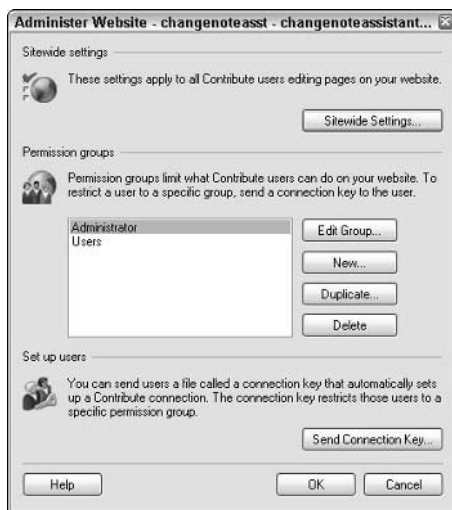 Administer Website - changenoteasst - changenoteassistant...
Sitewide settings
These settings apply to all Contribute users editing pages on your website.
Sitewide Settings...
Permission groups
Permission groups limit what Contribute users can do on your website. To
restrict a user to a specific group, send a connection key to the user.
Administrator
Users
Edit Group...
New...
Duplicate...
Delete
Set up users
You can send users a file called a connection key that automatically sets
up a Contribute connection. The connection key restricts those users to a
specific permission group.
Send Connection Key...
Help
OK
Cancel